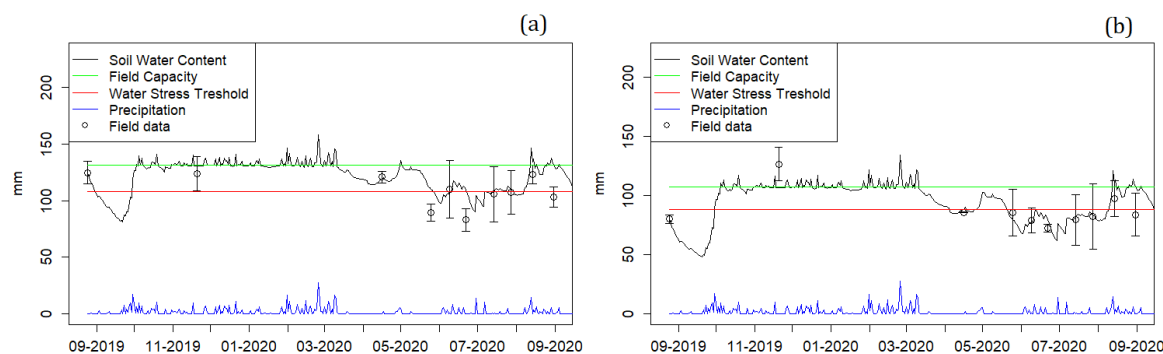 (a)
Soil Water Content
Field Capacity
Water Stress Treshold
Precipitation
Field data
mm
0
50
100
150
200
09-2019 11-2019 01-2020 03-2020 05-2020 07-2020 09-2020
(b)
Soil Water Content
Field Capacity
Water Stress Treshold
Precipitation
Field data
mm
0
50
100
150
200
09-2019 11-2019 01-2020 03-2020 05-2020 07-2020 09-2020